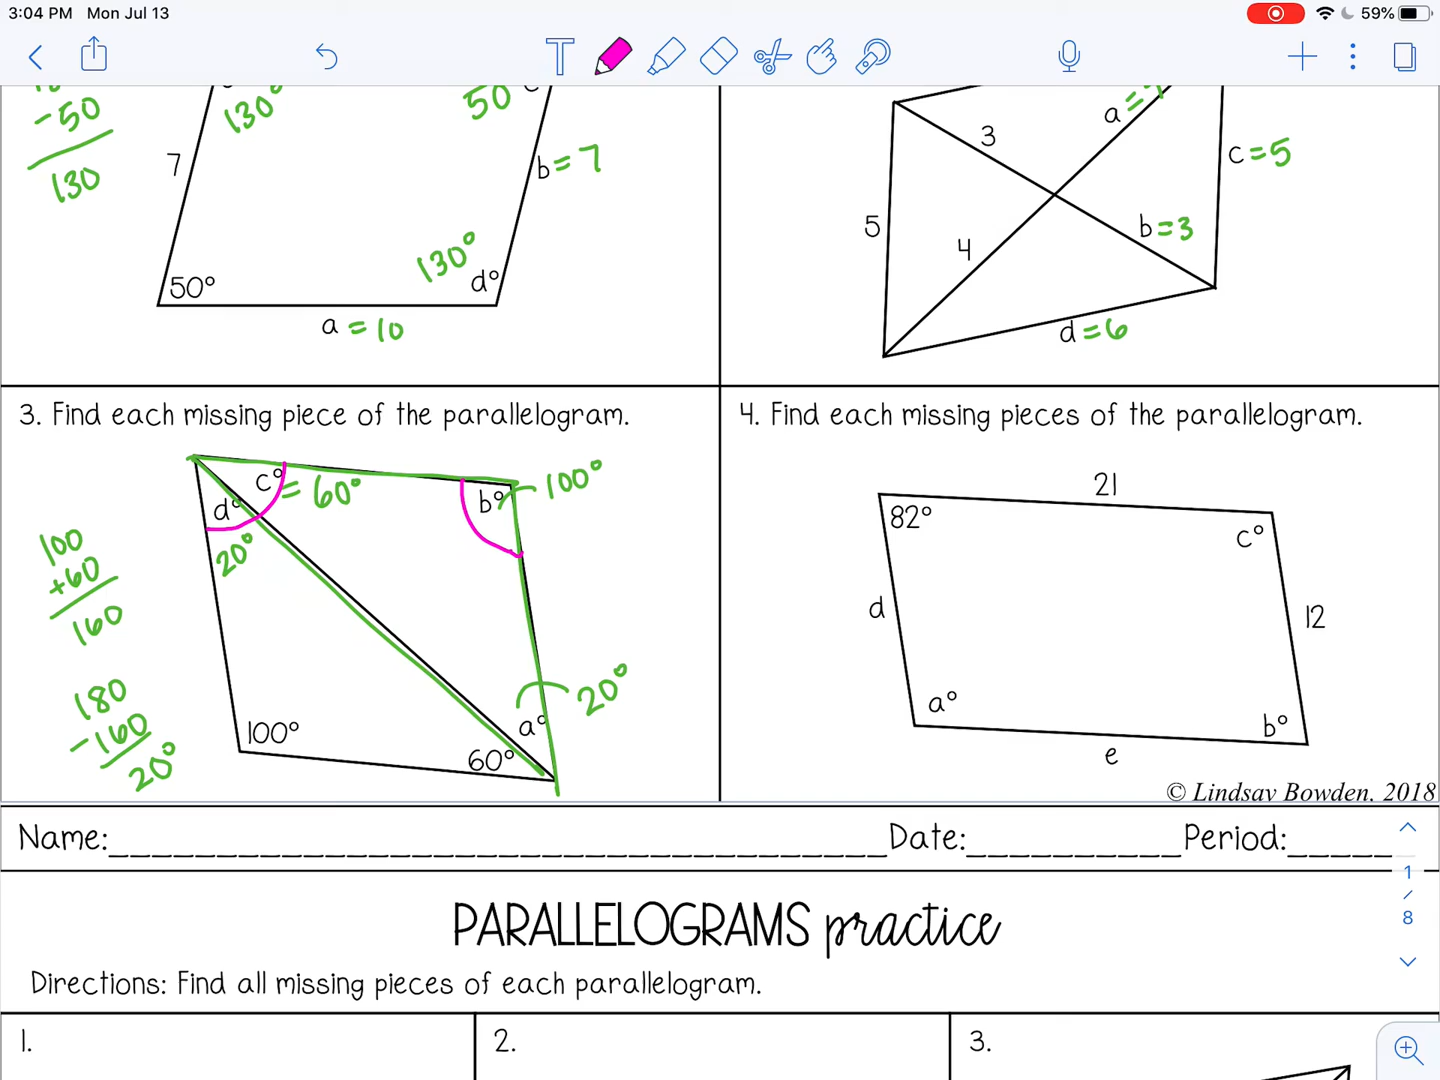 3:04 PM Mon Jul 13
59%
T
-50
130
130°
50
7
b = 7
130°
50°
d°
a = 10
a =
3
c = 5
5
4
b = 3
d = 6
3. Find each missing piece of the parallelogram.
c° = 60°
b°
100°
d°
20°
100
+60
160
180
-160
20°
20°
a°
100°
60°
4. Find each missing pieces of the parallelogram.
21
82°
c°
d
12
a°
b°
e
© Lindsay Bowden, 2018
Name: Date: Period:
1
/
8
PARALLELOGRAMS practice
Directions: Find all missing pieces of each parallelogram.
1. 2. 3.